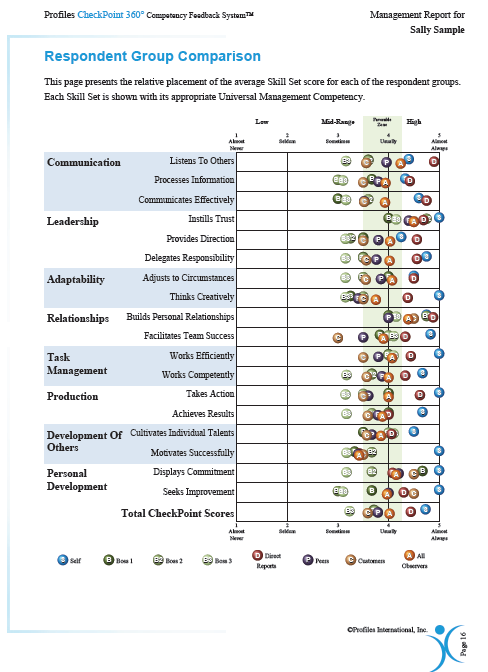 Profiles CheckPoint 360° Competency Feedback System™
Management Report for
Sally Sample
Respondent Group Comparison
This page presents the relative placement of the average Skill Set score for each of the respondent groups.
Each Skill Set is shown with its appropriate Universal Management Competency.
Low Mid-Range Favorable Zone High
1 2 3 4 5
Almost Never Seldom Sometimes Usually Almost Always
Communication Listens To Others
Processes Information
Communicates Effectively
Leadership Instills Trust
Provides Direction
Delegates Responsibility
Adaptability Adjusts to Circumstances
Thinks Creatively
Relationships Builds Personal Relationships
Facilitates Team Success
Task Management Works Efficiently
Works Competently
Production Takes Action
Achieves Results
Development Of Others Cultivates Individual Talents
Motivates Successfully
Personal Development Displays Commitment
Seeks Improvement
Total CheckPoint Scores
1 2 3 4 5
Almost Never Seldom Sometimes Usually Almost Always
S Self B Boss 1 B2 Boss 2 B3 Boss 3 D Direct Reports P Peers C Customers A All Observers
©Profiles International, Inc.
Page 16